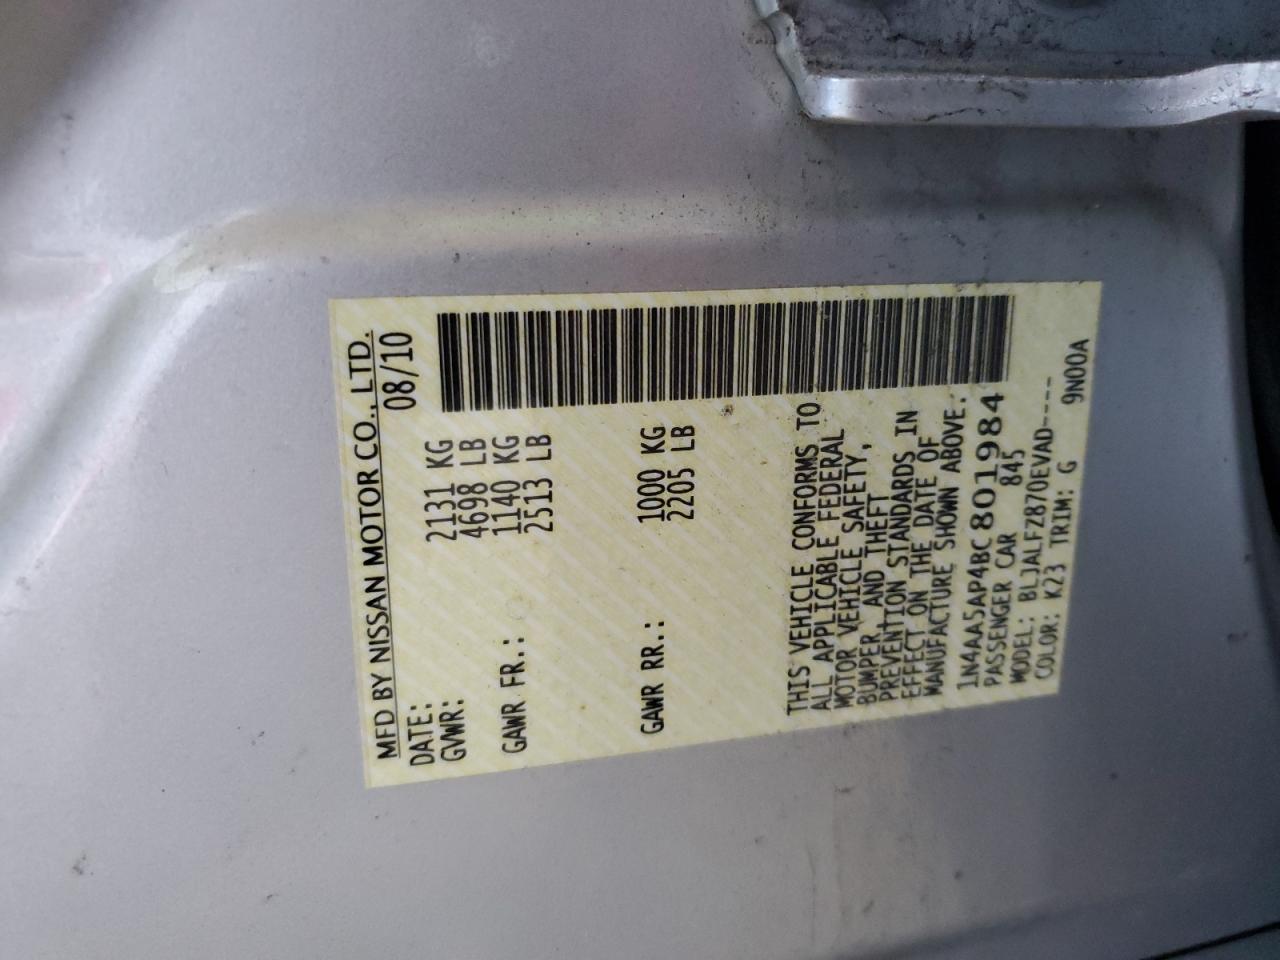 MFD BY NISSAN MOTOR CO., LTD.
DATE: 08/10
GVWR: 2131 KG
4698 LB
GAWR FR.: 1140 KG
2513 LB
GAWR RR.: 1000 KG
2205 LB
THIS VEHICLE CONFORMS TO
ALL APPLICABLE FEDERAL
MOTOR VEHICLE SAFETY,
BUMPER, AND THEFT
PREVENTION STANDARDS IN
EFFECT ON THE DATE OF
MANUFACTURE SHOWN ABOVE.
1N4AA5AP4BC801984
PASSENGER CAR 845
MODEL: BLJALFZ870EVAD----
COLOR: K23 TRIM: G 9N00A